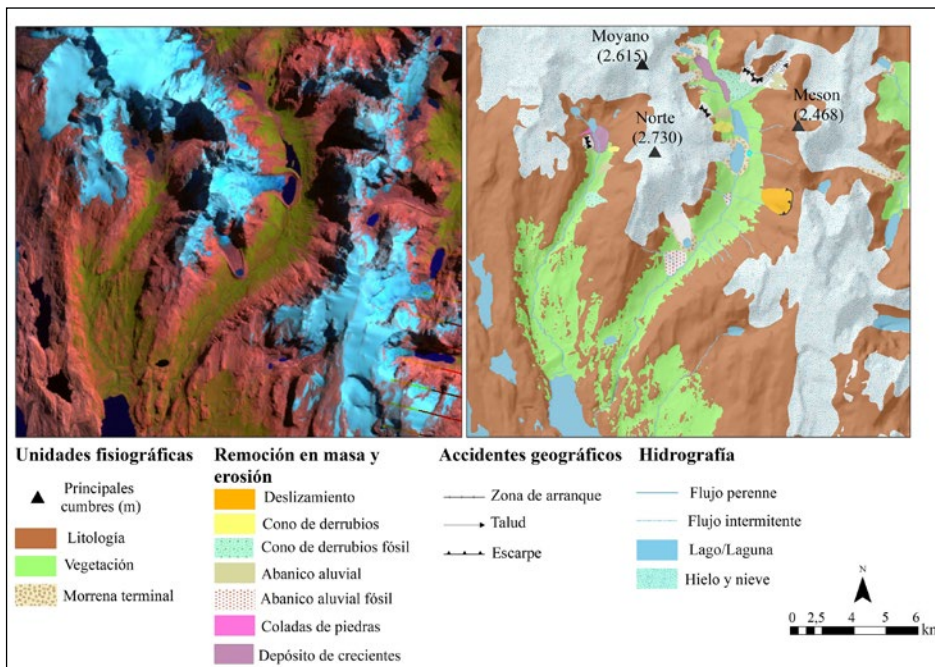 Moyano
(2.615)
Meson
(2.468)
Norte
(2.730)
Unidades fisiográficas
Principales
cumbres (m)
Litología
Vegetación
Morrena terminal
Remoción en masa y
erosión
Deslizamiento
Cono de derrubios
Cono de derrubios fósil
Abanico aluvial
Abanico aluvial fósil
Coladas de piedras
Depósito de crecientes
Accidentes geográficos
Zona de arranque
Talud
Escarpe
Hidrografía
Flujo perenne
Flujo intermitente
Lago/Laguna
Hielo y nieve
N
0 2,5 4 5 6
km